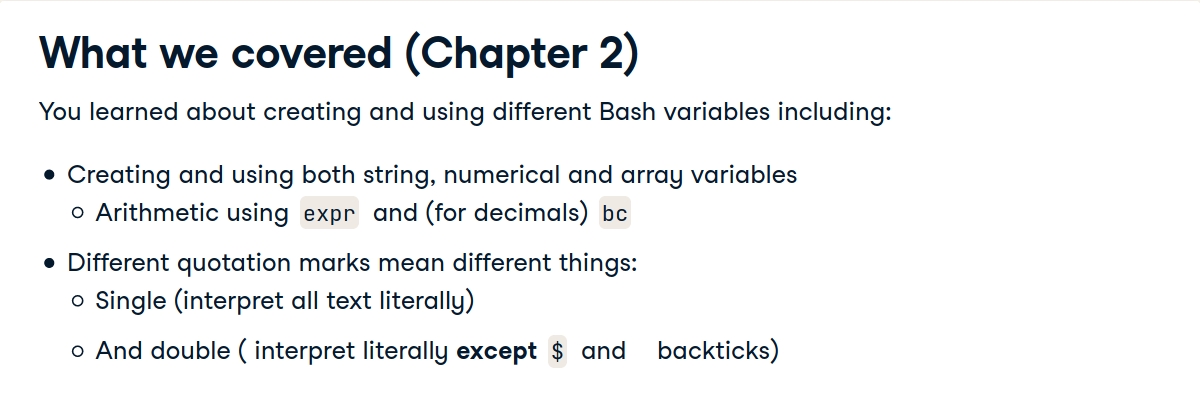 What we covered (Chapter 2)
You learned about creating and using different Bash variables including:
• Creating and using both string, numerical and array variables
○ Arithmetic using expr and (for decimals) bc
• Different quotation marks mean different things:
○ Single (interpret all text literally)
○ And double ( interpret literally except $ and backticks)